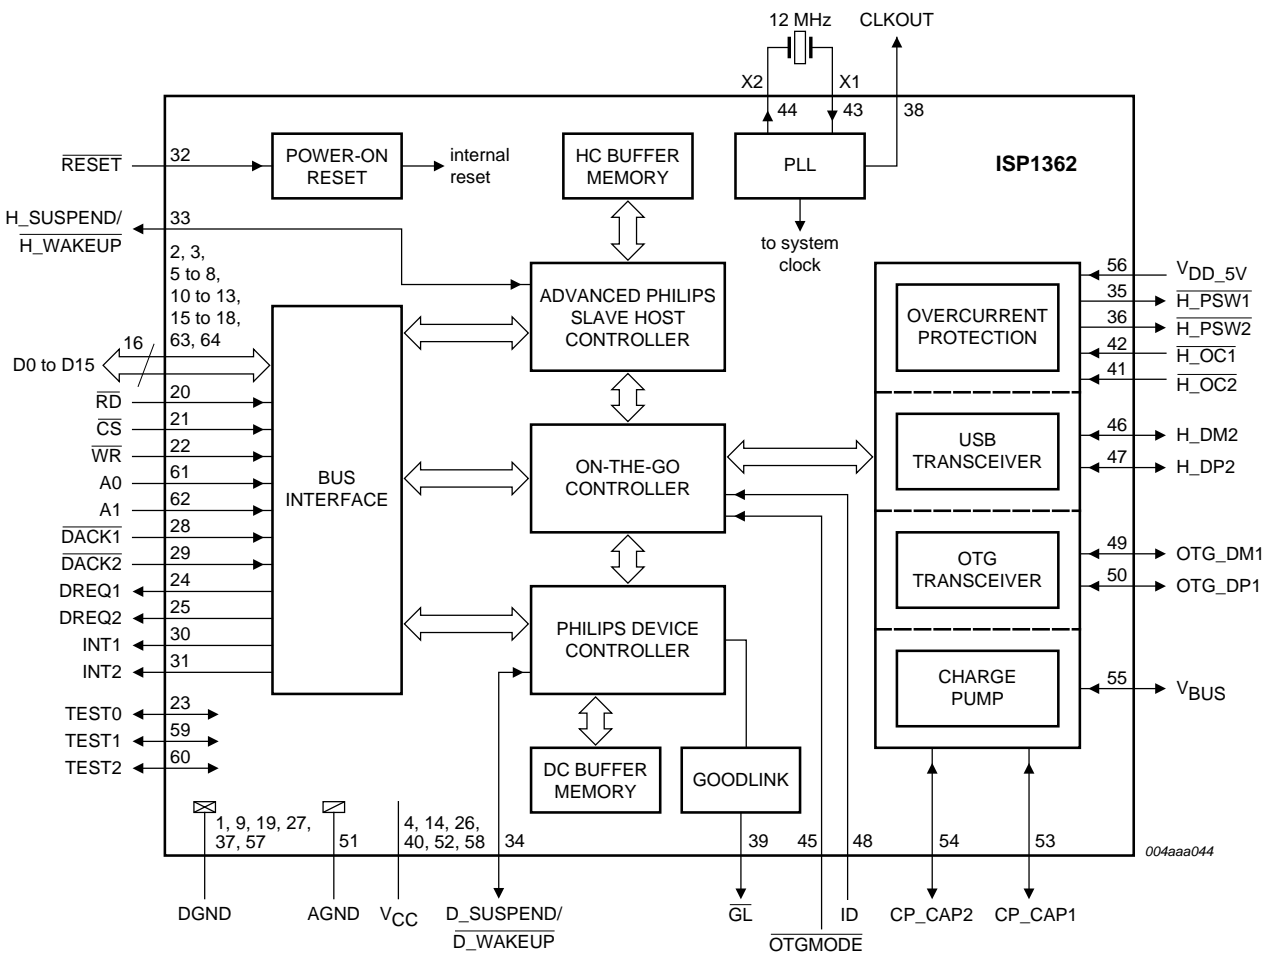 12 MHz
CLKOUT
X2
X1
44
43
38
RESET
32
POWER-ON
RESET
internal
reset
HC BUFFER
MEMORY
PLL
ISP1362
to system
clock
H_SUSPEND/
H_WAKEUP
33
2, 3,
5 to 8,
10 to 13,
15 to 18,
63, 64
16
D0 to D15
RD
20
CS
21
WR
22
A0
61
A1
62
DACK1
28
DACK2
29
DREQ1
24
DREQ2
25
INT1
30
INT2
31
TEST0
23
TEST1
59
TEST2
60
BUS
INTERFACE
ADVANCED PHILIPS
SLAVE HOST
CONTROLLER
ON-THE-GO
CONTROLLER
PHILIPS DEVICE
CONTROLLER
DC BUFFER
MEMORY
GOODLINK
OVERCURRENT
PROTECTION
USB
TRANSCEIVER
OTG
TRANSCEIVER
CHARGE
PUMP
56
VDD_5V
35
H_PSW1
36
H_PSW2
42
H_OC1
41
H_OC2
46
H_DM2
47
H_DP2
49
OTG_DM1
50
OTG_DP1
55
VBUS
1, 9, 19, 27,
37, 57
51
4, 14, 26,
40, 52, 58
34
39
45
48
54
53
004aaa044
DGND
AGND
VCC
D_SUSPEND/
D_WAKEUP
GL
OTGMODE
ID
CP_CAP2
CP_CAP1